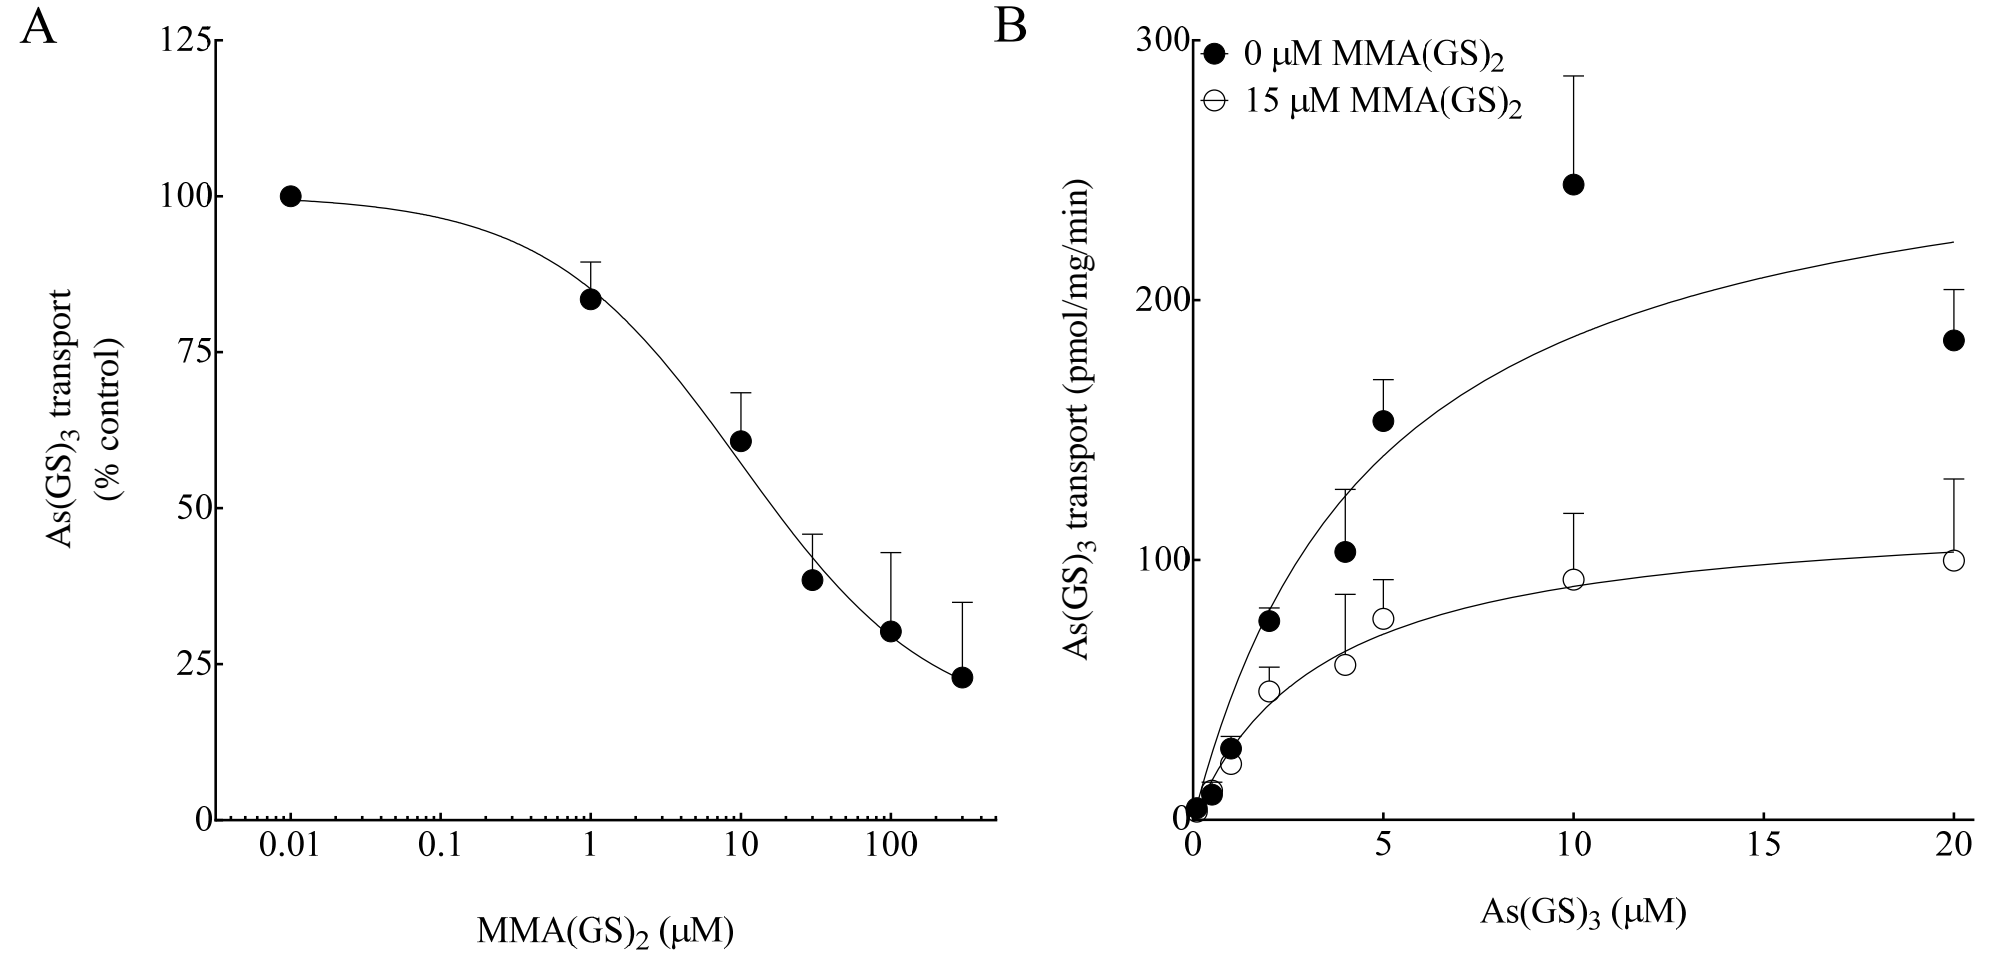 A
125
100
75
50
25
0
0.01 0.1 1 10 100
As(GS)₃ transport
(% control)
MMA(GS)₂ (μM)
B
0 μM MMA(GS)₂
15 μM MMA(GS)₂
300
200
100
0
0 5 10 15 20
As(GS)₃ transport (pmol/mg/min)
As(GS)₃ (μM)